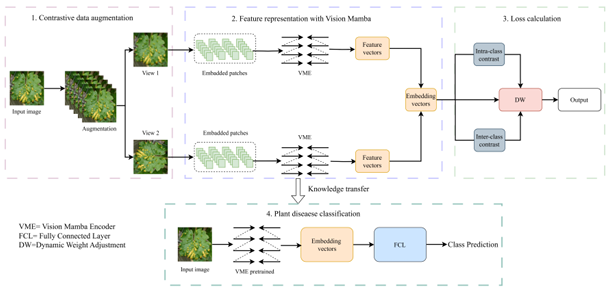 1. Contrastive data augmentation
2. Feature representation with Vision Mamba
3. Loss calculation
Input image
Augmentation
View 1
View 2
Embadded patches
VME
Feature
vectors
Embadded patches
VME
Feature
vectors
Embedding
vectors
Intra-class
contrast
Inter-class
contrast
DW
Output
Knowledge transfer
VME= Vision Mamba Encoder
FCL= Fully Connected Layer
DW=Dynamic Weight Adjustment
4. Plant disease classification
Input image
VME pretrained
Embedding
vectors
FCL
Class Prediction